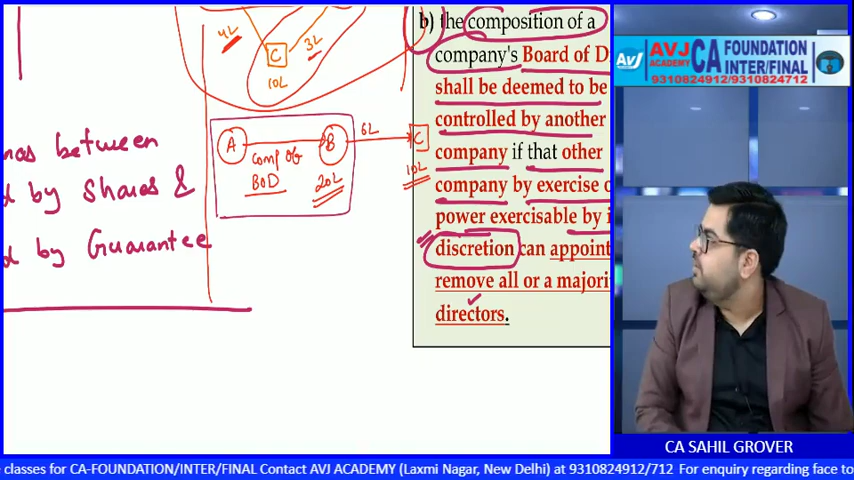 4L
3L
C
10L
A
Comp of
BOD
B
20L
6L
C
10L
between
by Shares &
by Guarantee
b) the composition of a
company's Board of D
shall be deemed to be
controlled by another
company if that other
company by exercise o
power exercisable by i
discretion can appoint
remove all or a majori
directors.
AVJ
AVJ
ACADEMY
CA
FOUNDATION
INTER/FINAL
9310824912/9310824712
CA SAHIL GROVER
e classes for CA-FOUNDATION/INTER/FINAL Contact AVJ ACADEMY (Laxmi Nagar, New Delhi) at 9310824912/712 For enquiry regarding face to